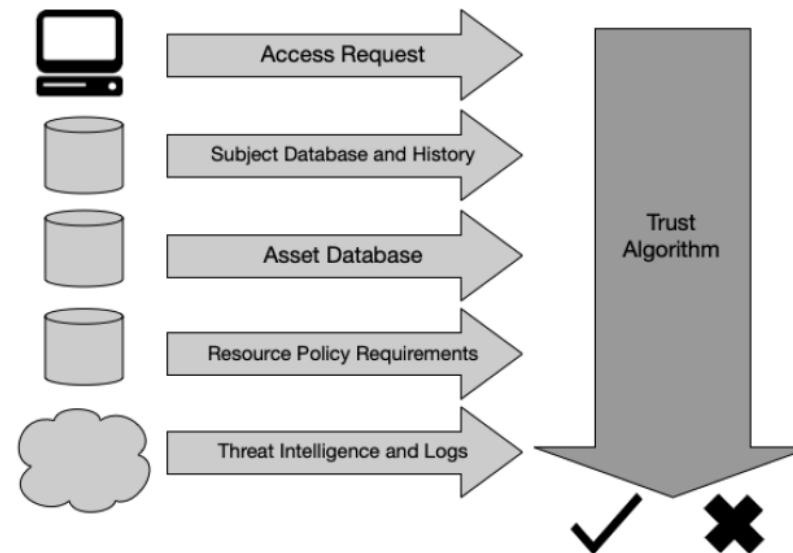 Access Request
Subject Database and History
Asset Database
Resource Policy Requirements
Threat Intelligence and Logs
Trust
Algorithm